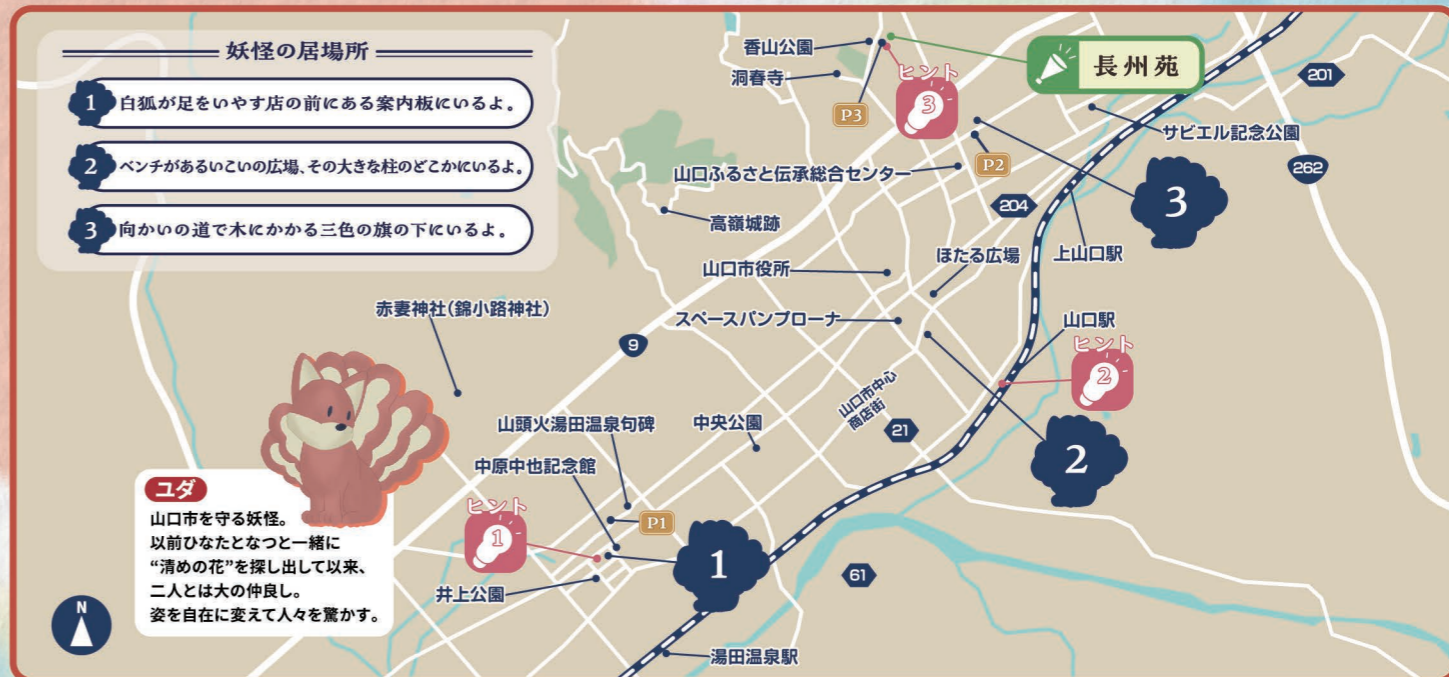 妖怪の居場所
1 白狐が足をいやす店の前にある案内板にいるよ。
2 ベンチがあるいこいの広場、その大きな柱のどこかにいるよ。
3 向かいの道で木にかかる三色の旗の下にいるよ。
香山公園
洞春寺
P3
ヒント
3
長州苑
201
サビエル記念公園
262
山口ふるさと伝承総合センター
P2
204
3
高嶺城跡
山口市役所
ほたる広場
上山口駅
スペースパンプローナ
山口駅
ヒント
2
赤妻神社(錦小路神社)
9
山口市中心
商店街
21
2
山頭火湯田温泉句碑
中央公園
中原中也記念館
ヒント
1
P1
1
井上公園
61
湯田温泉駅
ユダ
山口市を守る妖怪。
以前ひなたとなつと一緒に
“清めの花”を探し出して以来、
二人とは大の仲良し。
姿を自在に変えて人々を驚かす。
N